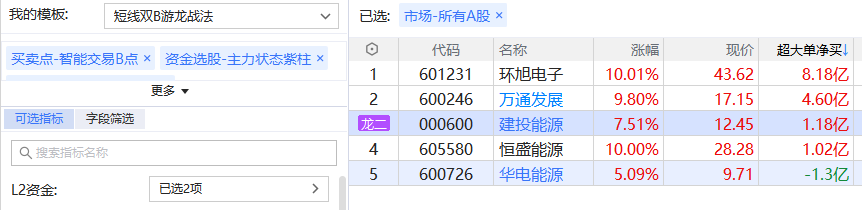 我的模板: 短线双B游龙战法
买卖点-智能交易B点 × 资金选股-主力状态紫柱 ×
更多
可选指标 字段筛选
搜索指标名称
L2资金: 已选2项
已选: 市场-所有A股 ×
代码 名称 涨幅 现价 超大单净买↓
1 601231 环旭电子 10.01% 43.62 8.18亿
2 600246 万通发展 9.80% 17.15 4.60亿
龙二 000600 建投能源 7.51% 12.45 1.18亿
4 605580 恒盛能源 10.00% 28.28 1.02亿
5 600726 华电能源 5.09% 9.71 -1.3亿